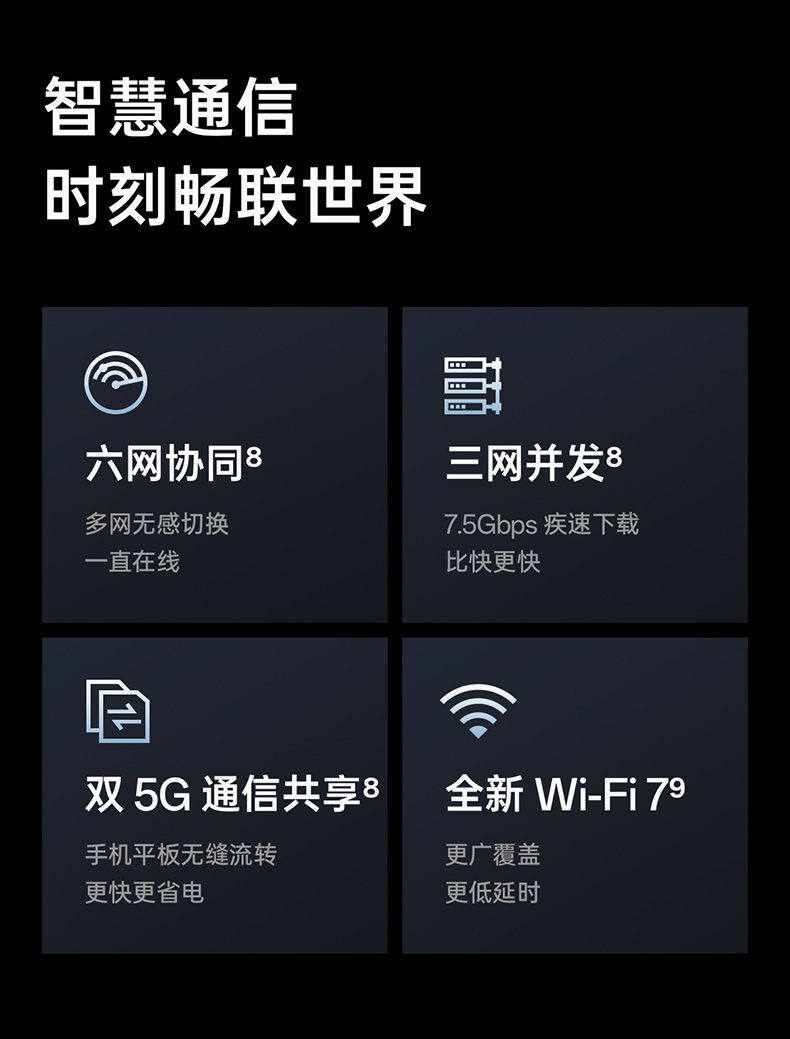 智慧通信
时刻畅联世界
六网协同⁸
多网无感切换
一直在线
三网并发⁸
7.5Gbps 疾速下载
比快更快
双 5G 通信共享⁸
手机平板无缝流转
更快更省电
全新 Wi-Fi 7⁹
更广覆盖
更低延时